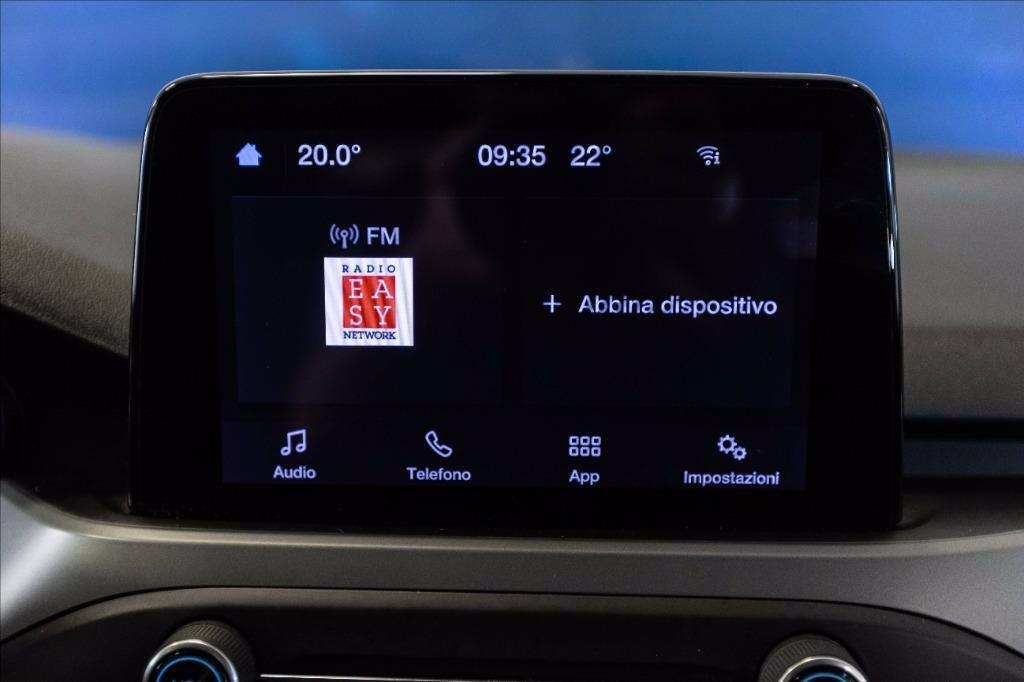 20.0° 09:35 22°
FM
RADIO
EA
SY
NETWORK
+ Abbina dispositivo
Audio Telefono App Impostazioni